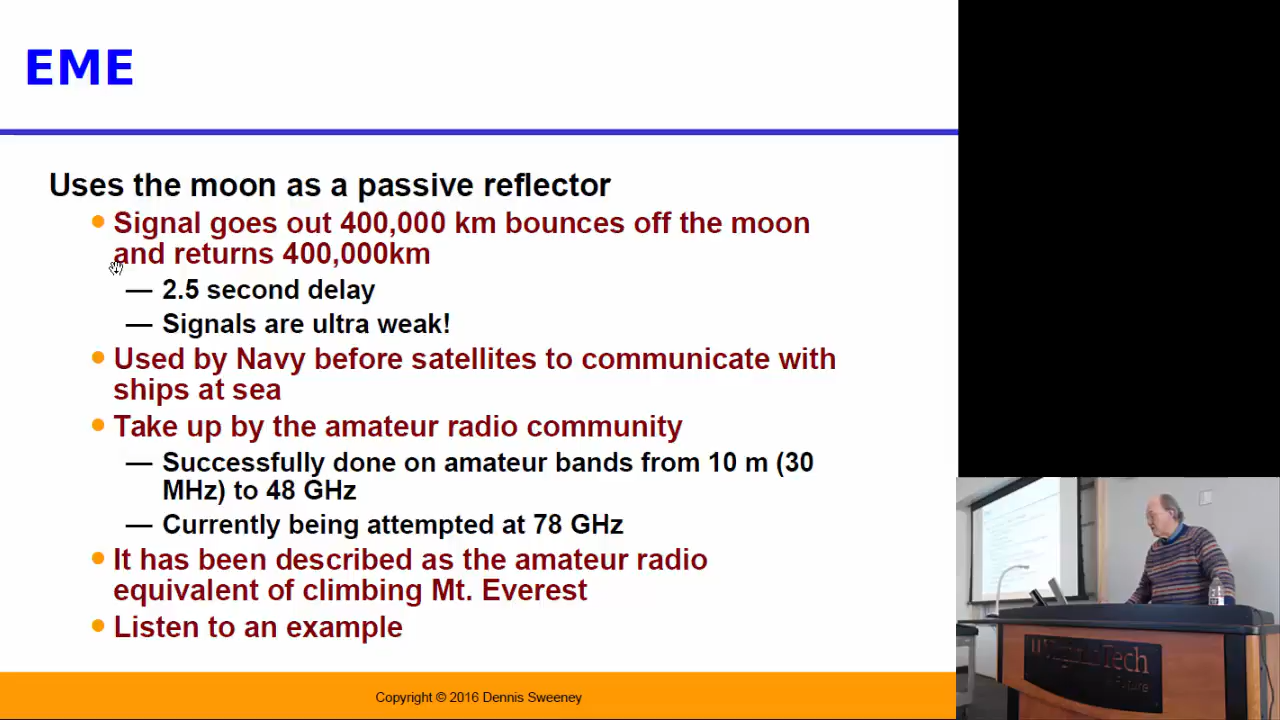 EME
Uses the moon as a passive reflector
Signal goes out 400,000 km bounces off the moon
and returns 400,000km
— 2.5 second delay
— Signals are ultra weak!
Used by Navy before satellites to communicate with
ships at sea
Take up by the amateur radio community
— Successfully done on amateur bands from 10 m (30
MHz) to 48 GHz
— Currently being attempted at 78 GHz
It has been described as the amateur radio
equivalent of climbing Mt. Everest
Listen to an example
Copyright © 2016 Dennis Sweeney
VirginiaTech